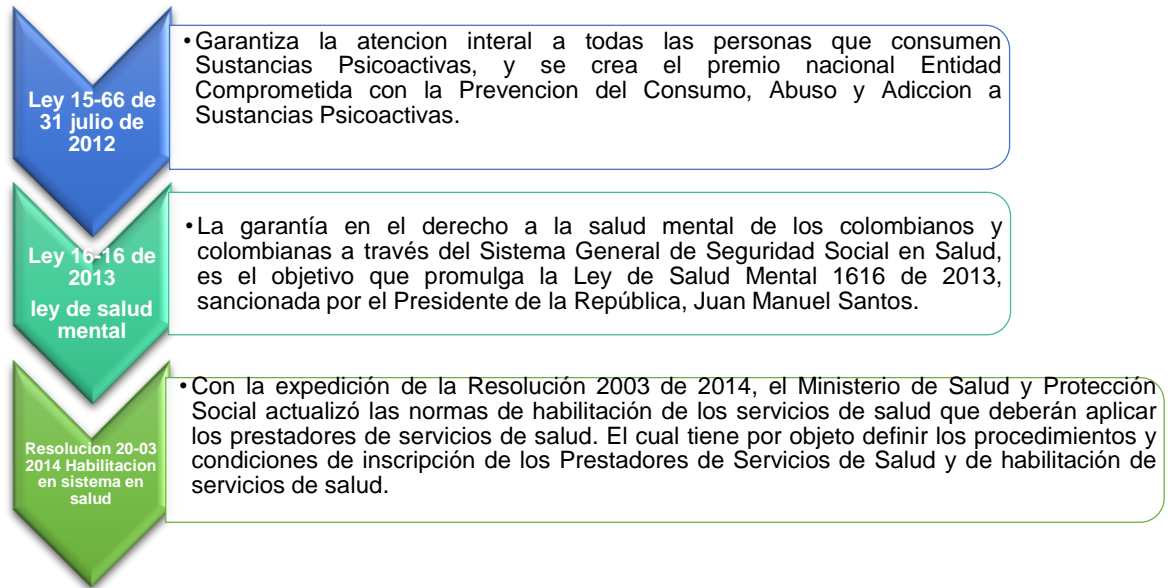 Ley 15-66 de
31 julio de
2012
•Garantiza la atencion interal a todas las personas que consumen
Sustancias Psicoactivas, y se crea el premio nacional Entidad
Comprometida con la Prevencion del Consumo, Abuso y Adiccion a
Sustancias Psicoactivas.
Ley 16-16 de
2013
ley de salud
mental
•La garantía en el derecho a la salud mental de los colombianos y
colombianas a través del Sistema General de Seguridad Social en Salud,
es el objetivo que promulga la Ley de Salud Mental 1616 de 2013,
sancionada por el Presidente de la República, Juan Manuel Santos.
Resolucion 20-03
2014 Habilitacion
en sistema en
salud
•Con la expedición de la Resolución 2003 de 2014, el Ministerio de Salud y Protección
Social actualizó las normas de habilitación de los servicios de salud que deberán aplicar
los prestadores de servicios de salud. El cual tiene por objeto definir los procedimientos y
condiciones de inscripción de los Prestadores de Servicios de Salud y de habilitación de
servicios de salud.